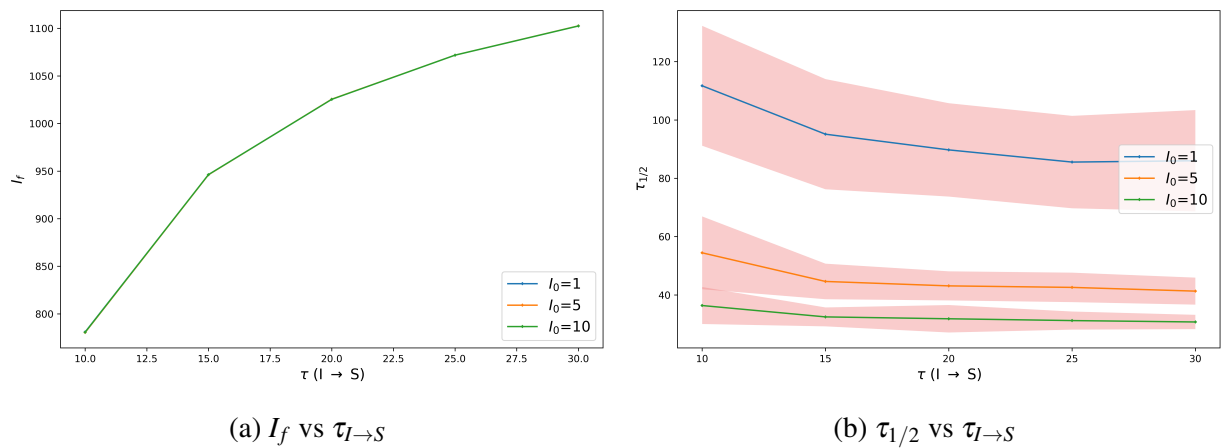 1100
1050
1000
950
900
850
800
I_f
10.0 12.5 15.0 17.5 20.0 22.5 25.0 27.5 30.0
τ (I → S)
I_0=1
I_0=5
I_0=10
(a) I_f vs τ_{I→S}
120
100
80
60
40
τ_{1/2}
10 15 20 25 30
τ (I → S)
I_0=1
I_0=5
I_0=10
(b) τ_{1/2} vs τ_{I→S}